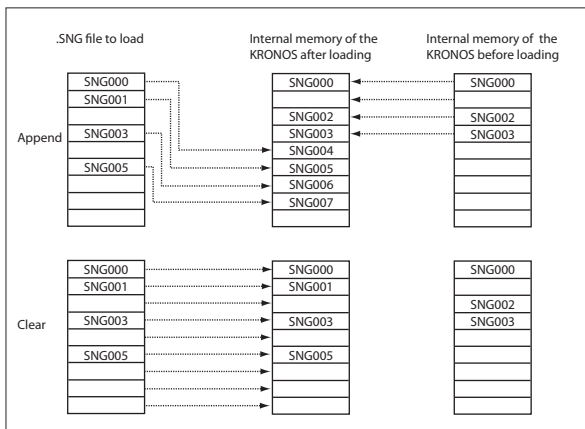 .SNG file to load
Internal memory of the
KRONOS after loading
Internal memory of  the
KRONOS before loading
Append
SNG000
SNG001
SNG003
SNG005
SNG000
SNG002
SNG003
SNG004
SNG005
SNG006
SNG007
SNG000
SNG002
SNG003
Clear
SNG000
SNG001
SNG003
SNG005
SNG000
SNG001
SNG003
SNG005
SNG000
SNG002
SNG003